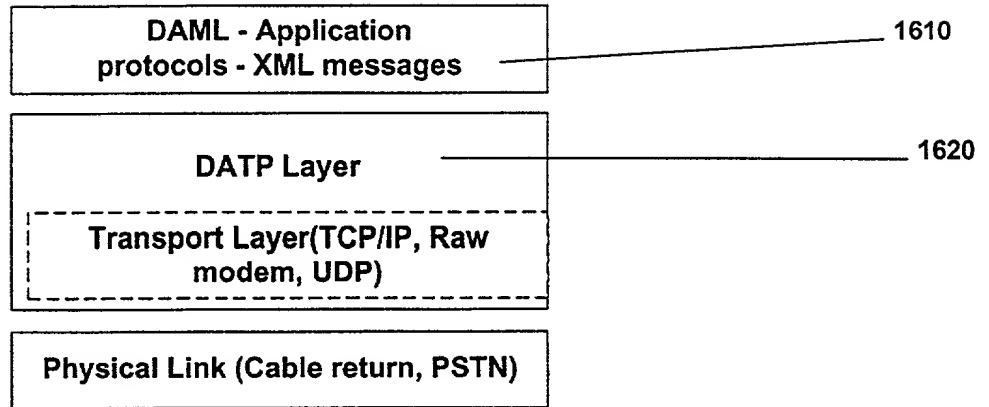 DAML - Application
protocols - XML messages
1610
DATP Layer
1620
Transport Layer(TCP/IP, Raw
modem, UDP)
Physical Link (Cable return, PSTN)